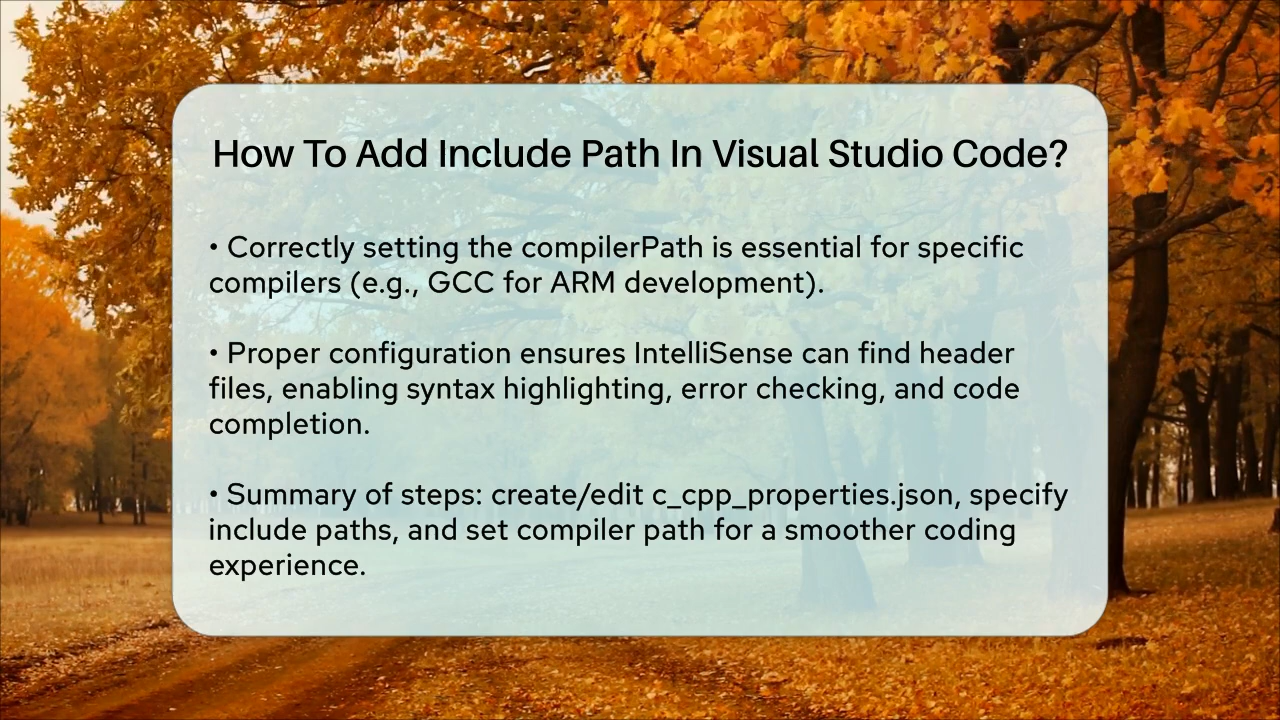 How To Add Include Path In Visual Studio Code?
• Correctly setting the compilerPath is essential for specific
compilers (e.g., GCC for ARM development).
• Proper configuration ensures IntelliSense can find header
files, enabling syntax highlighting, error checking, and code
completion.
• Summary of steps: create/edit c_cpp_properties.json, specify
include paths, and set compiler path for a smoother coding
experience.